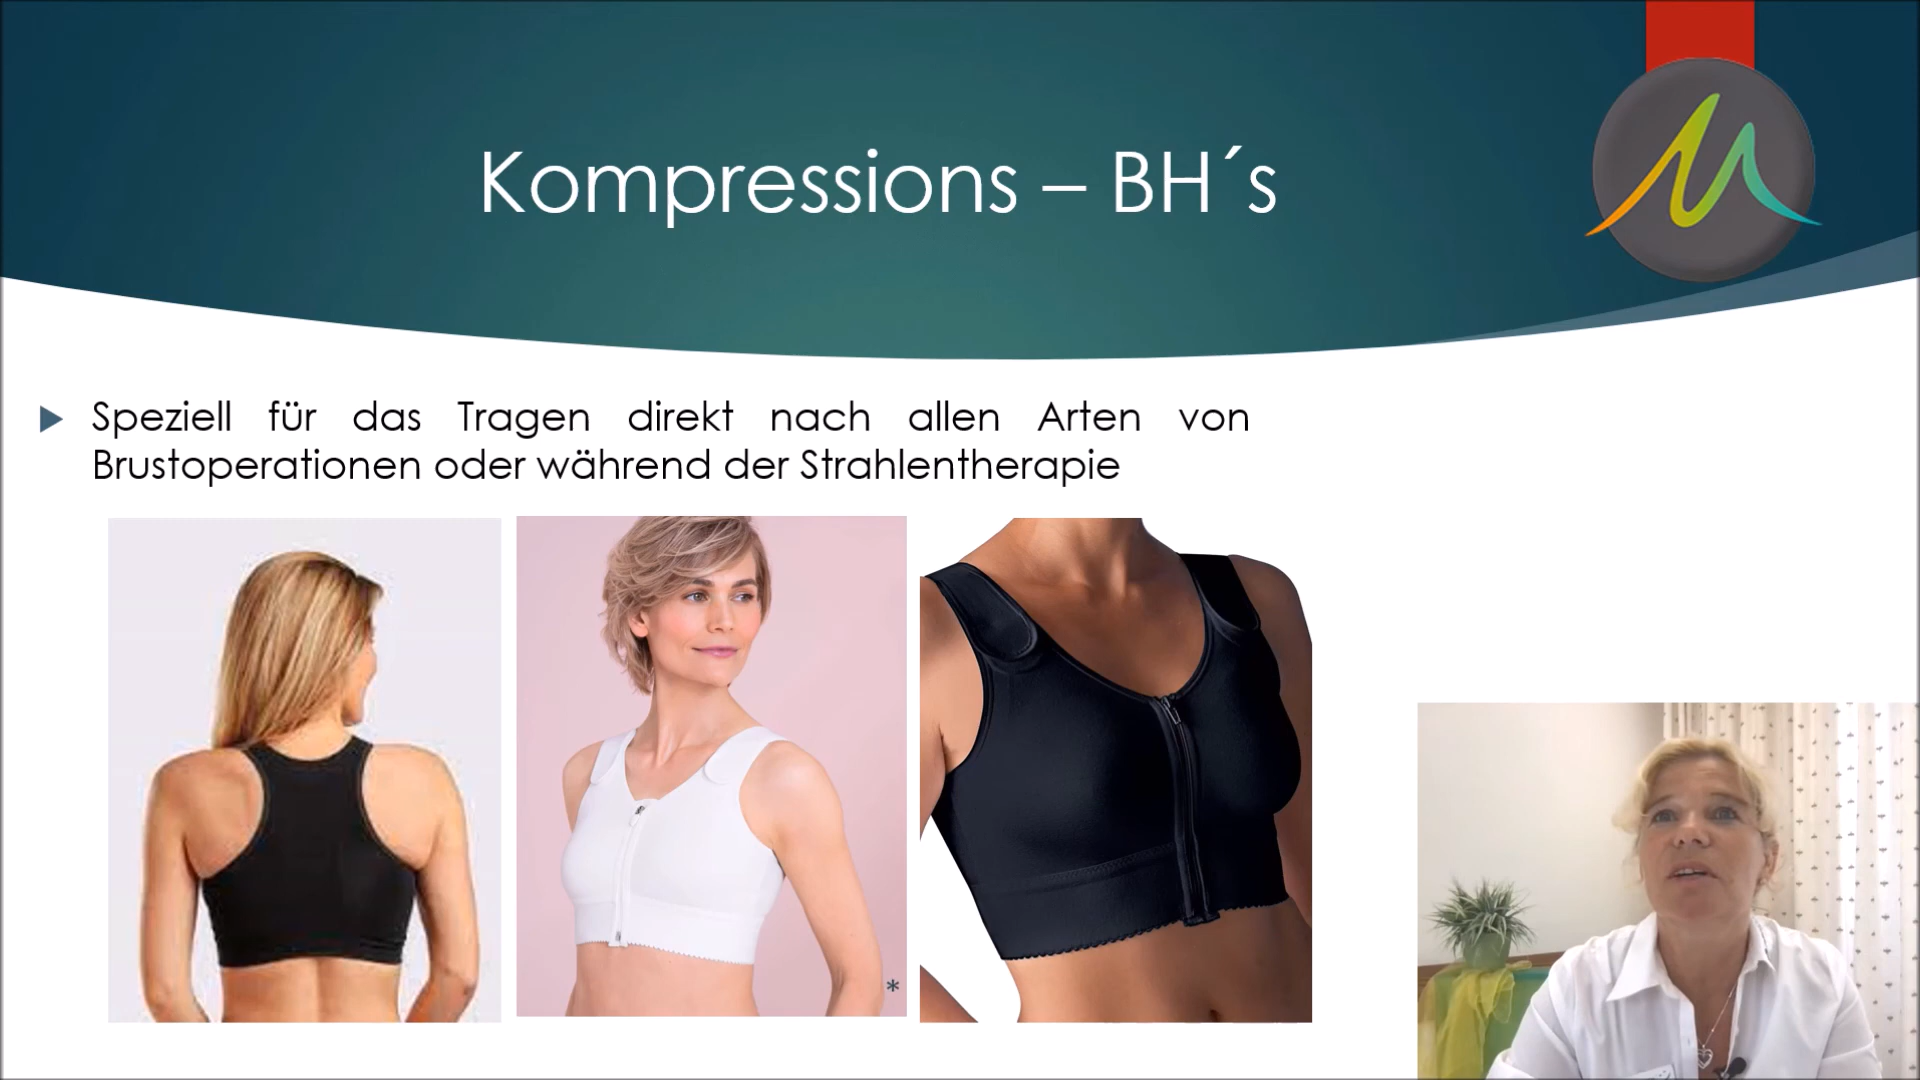 Kompressions – BH´s
Speziell für das Tragen direkt nach allen Arten von
Brustoperationen oder während der Strahlentherapie
*